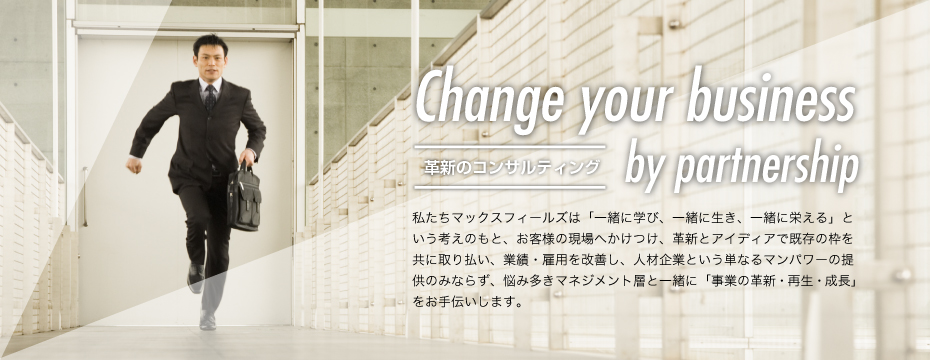 Change your business
革新のコンサルティング by partnership
私たちマックスフィールズは「一緒に学び、一緒に生き、一緒に栄える」と
いう考えのもと、お客様の現場へかけつけ、革新とアイディアで既存の枠を
共に取り払い、業績・雇用を改善し、人材企業という単なるマンパワーの提
供のみならず、悩み多きマネジメント層と一緒に「事業の革新・再生・成長」
をお手伝いします。